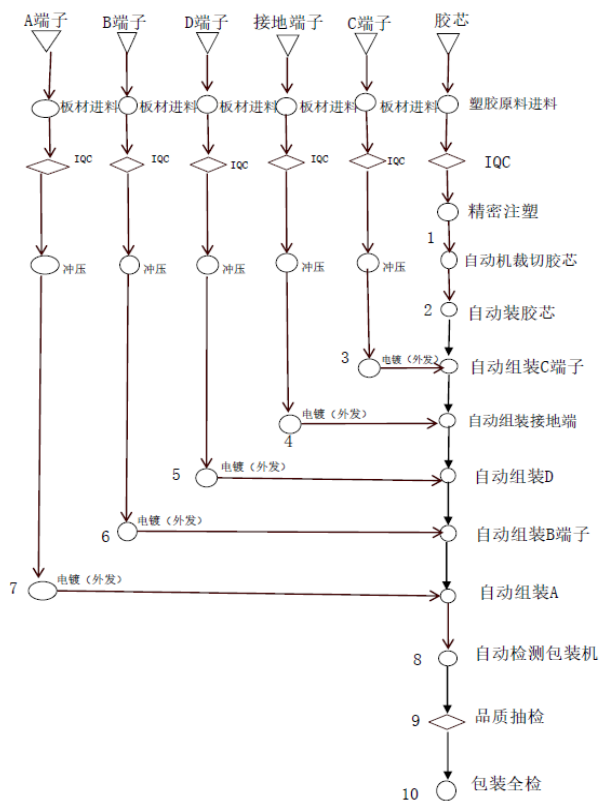 A端子 B端子 D端子 接地端子 C端子 胶芯
板材进料 板材进料 板材进料 板材进料 板材进料 塑胶原料进料
IQC IQC IQC IQC IQC IQC
精密注塑
1
冲压 冲压 冲压 冲压 冲压 自动机裁切胶芯
2 自动装胶芯
3 电镀（外发） 自动组装C端子
4 电镀（外发） 自动组装接地端
5 电镀（外发） 自动组装D
6 电镀（外发） 自动组装B端子
7 电镀（外发） 自动组装A
8 自动检测包装机
9 品质抽检
10 包装全检